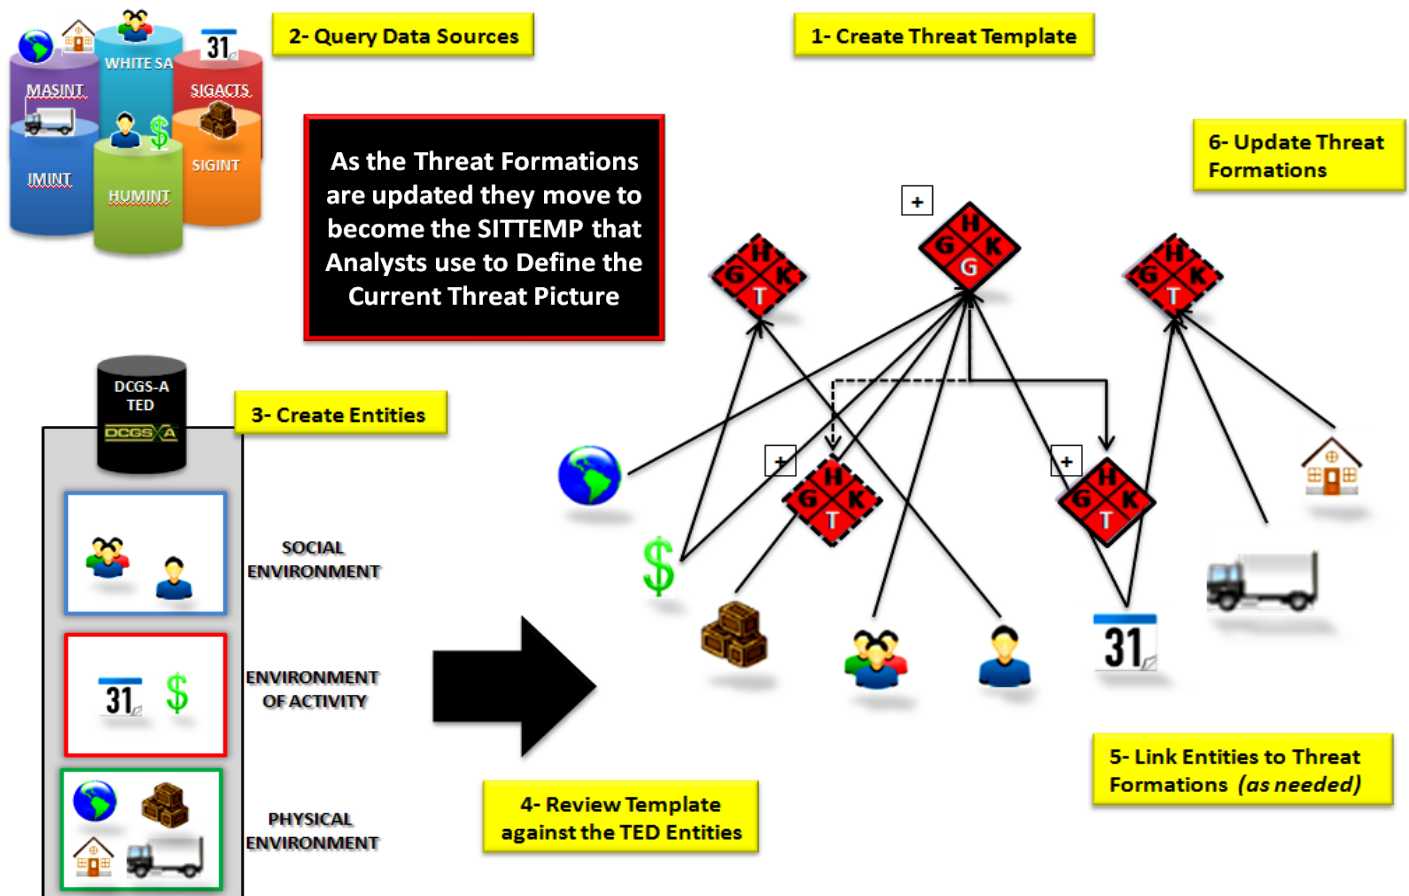 2- Query Data Sources
1- Create Threat Template
WHITE SA
31
MASINT
SIGACTS
6- Update Threat
Formations
As the Threat Formations
are updated they move to
become the SITTEMP that
Analysts use to Define the
Current Threat Picture
IMINT
SIGINT
HUMINT
+
H
G K
G
H
G K
T
H
G K
T
DCGS-A
TED
DCGS A
3- Create Entities
+
H
G K
T
+
H
G K
T
$
$
SOCIAL
ENVIRONMENT
31
31
$
ENVIRONMENT
OF ACTIVITY
5- Link Entities to Threat
Formations (as needed)
4- Review Template
against the TED Entities
PHYSICAL
ENVIRONMENT